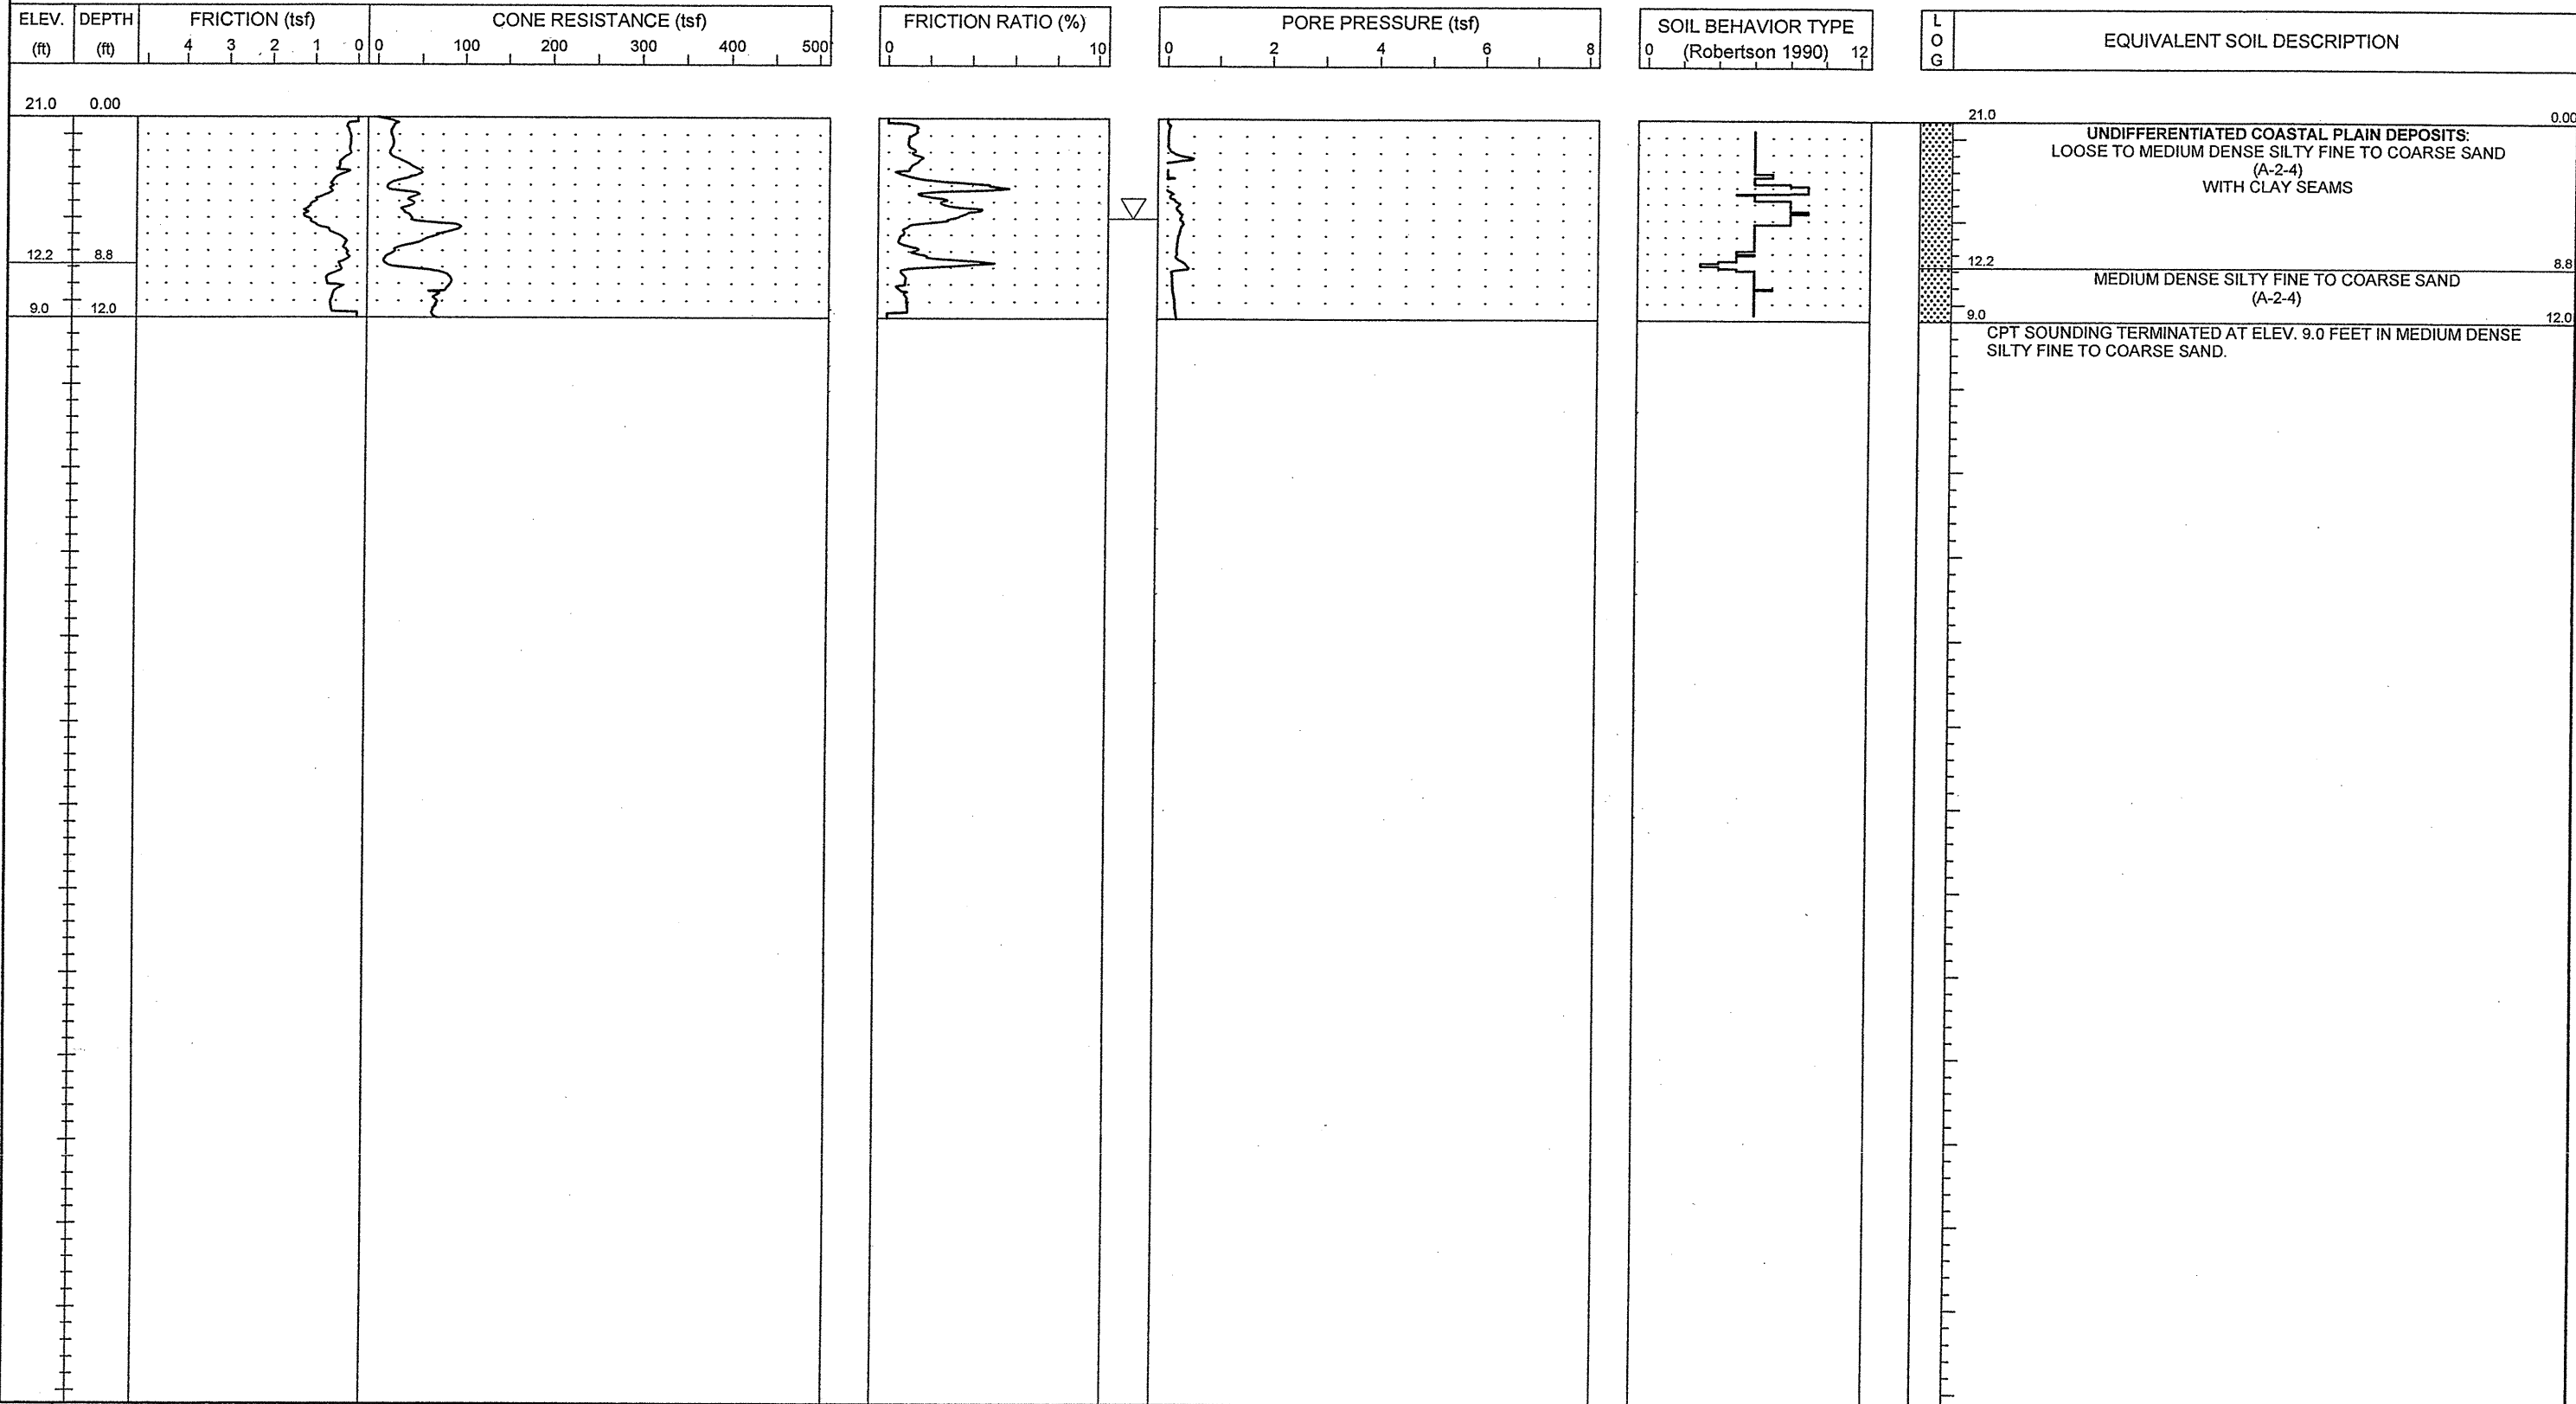 ELEV. DEPTH FRICTION (tsf) CONE RESISTANCE (tsf) FRICTION RATIO (%) PORE PRESSURE (tsf) SOIL BEHAVIOR TYPE L
(ft) (ft) 4 3 2 1 0 0 100 200 300 400 500 0 10 0 2 4 6 8 0 (Robertson 1990) 12 O EQUIVALENT SOIL DESCRIPTION
G
21.0 0.00
21.0 0.00
UNDIFFERENTIATED COASTAL PLAIN DEPOSITS:
LOOSE TO MEDIUM DENSE SILTY FINE TO COARSE SAND
(A-2-4)
WITH CLAY SEAMS
12.2 8.8
12.2 8.8
MEDIUM DENSE SILTY FINE TO COARSE SAND
(A-2-4)
9.0 12.0
9.0 12.0
CPT SOUNDING TERMINATED AT ELEV. 9.0 FEET IN MEDIUM DENSE
SILTY FINE TO COARSE SAND.